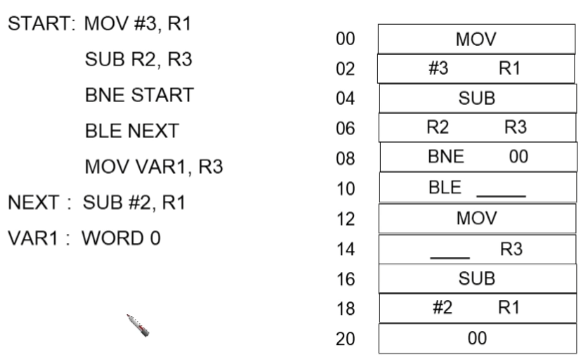 START: MOV #3, R1
SUB R2, R3
BNE START
BLE NEXT
MOV VAR1, R3
NEXT : SUB #2, R1
VAR1 : WORD 0
00 MOV
02 #3 R1
04 SUB
06 R2 R3
08 BNE 00
10 BLE _____
12 MOV
14 ____ R3
16 SUB
18 #2 R1
20 00